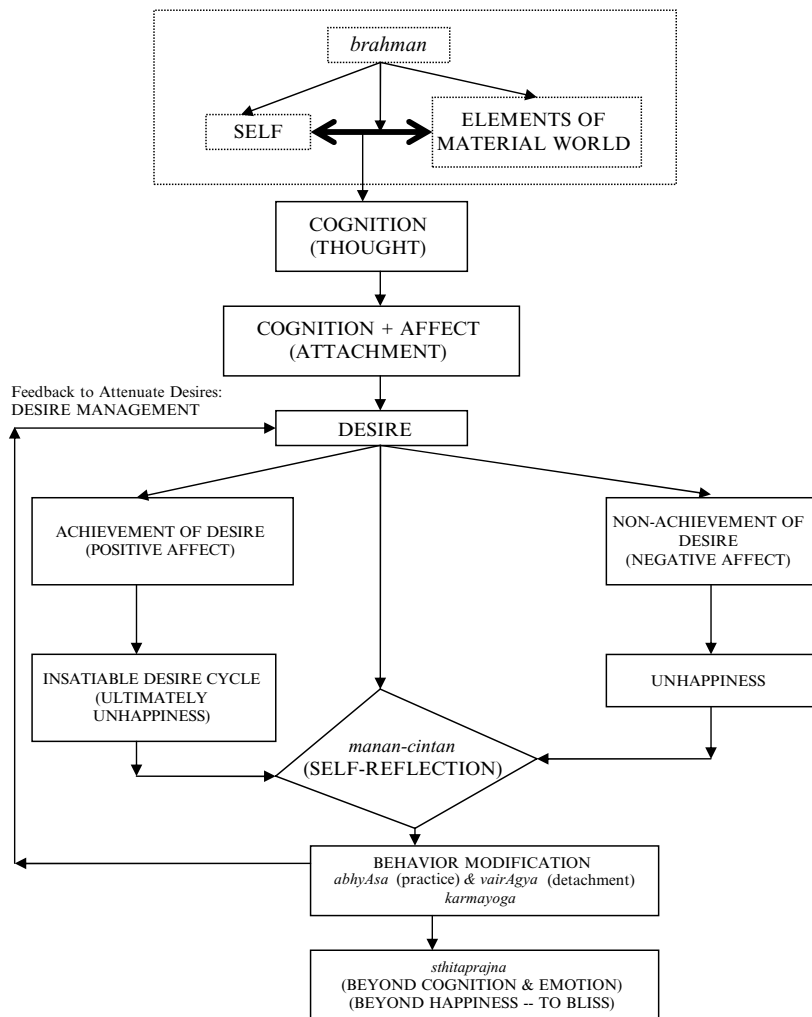 brahman
SELF
ELEMENTS OF
MATERIAL WORLD
COGNITION
(THOUGHT)
COGNITION + AFFECT
(ATTACHMENT)
Feedback to Attenuate Desires:
DESIRE MANAGEMENT
DESIRE
ACHIEVEMENT OF DESIRE
(POSITIVE AFFECT)
NON-ACHIEVEMENT OF
DESIRE
(NEGATIVE AFFECT)
INSATIABLE DESIRE CYCLE
(ULTIMATELY
UNHAPPINESS)
UNHAPPINESS
manan-cintan
(SELF-REFLECTION)
BEHAVIOR MODIFICATION
abhyAsa (practice) & vairAgya (detachment)
karmayoga
sthitaprajna
(BEYOND COGNITION & EMOTION)
(BEYOND HAPPINESS -- TO BLISS)